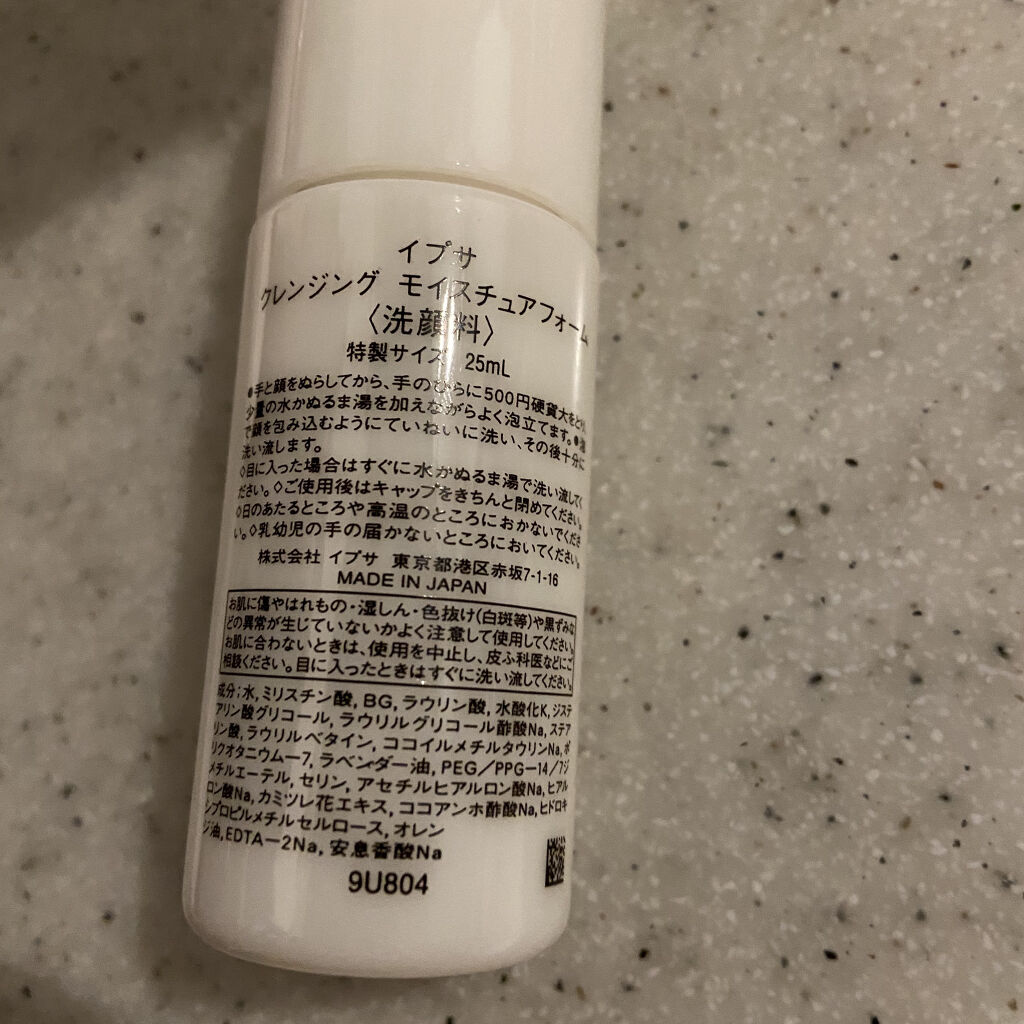 イプサ
クレンジング モイスチュアフォーム
〈洗顔料〉
特製サイズ 25mL
●手と顔をぬらしてから、手のひらに500円硬貨大をとり、
少量の水かぬるま湯を加えながらよく泡立てます。●泡
で顔を包み込むようにていねいに洗い、その後十分に
洗い流します。
◇目に入った場合はすぐに水かぬるま湯で洗い流してく
ださい。◇ご使用後はキャップをきちんと閉めてください。
◇日のあたるところや高温のところにおかないでくださ
い。◇乳幼児の手の届かないところにおいてください。
株式会社 イプサ 東京都港区赤坂7-1-16
MADE IN JAPAN
お肌に傷やはれもの・湿しん・色抜け(白斑等)や黒ずみな
どの異常が生じていないかよく注意して使用してください。
お肌に合わないときは、使用を中止し、皮ふ科医などにご
相談ください。目に入ったときはすぐに洗い流してください。
成分；水, ミリスチン酸, BG, ラウリン酸, 水酸化K, ジステ
アリン酸グリコール, ラウリルグリコール酢酸Na, ステア
リン酸, ラウリルベタイン, ココイルメチルタウリンNa, ポ
リクオタニウムー7, ラベンダー油, PEG／PPG-14／7ジ
メチルエーテル, セリン, アセチルヒアルロン酸Na, ヒアル
ロン酸Na, カミツレ花エキス, ココアンホ酢酸Na, ヒドロキ
シプロピルメチルセルロース, オレン
ジ油, EDTAー2Na, 安息香酸Na
9U804